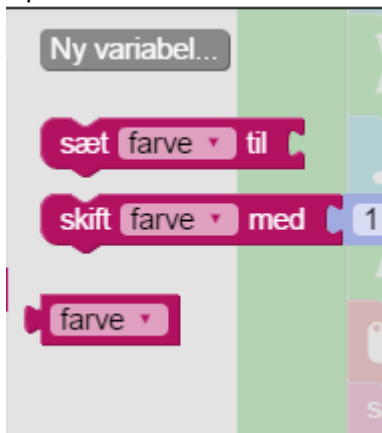 Ny variabel...
sæt farve til
skift farve med 1
farve
s